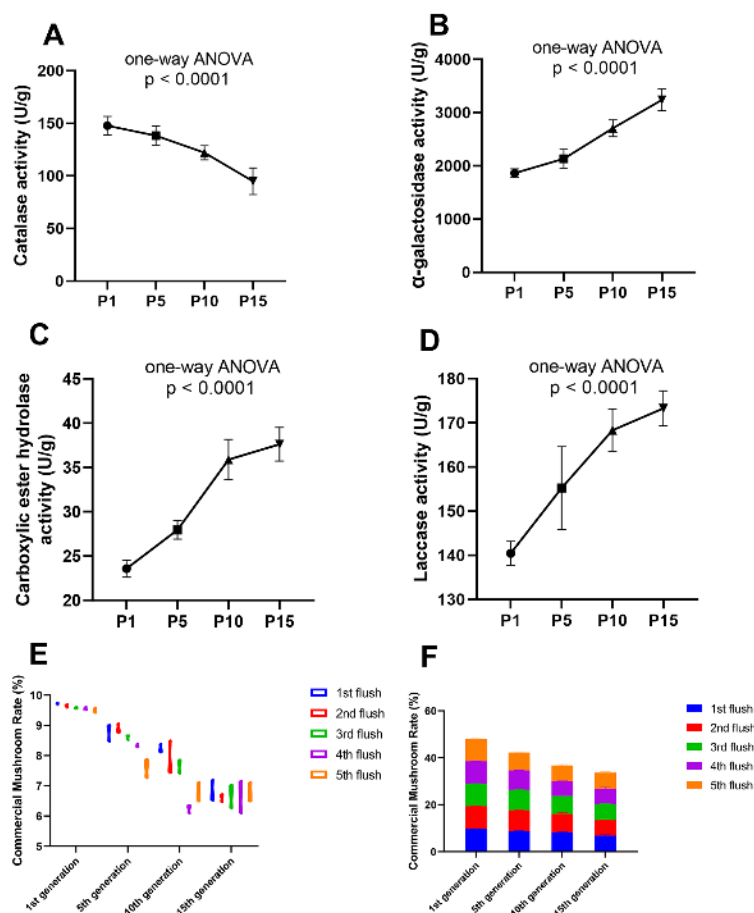 A
one-way ANOVA
p < 0.0001
Catalase activity (U/g)
200
150
100
50
0
P1 P5 P10 P15
B
one-way ANOVA
p < 0.0001
α-galactosidase activity (U/g)
4000
3000
2000
1000
0
P1 P5 P10 P15
C
one-way ANOVA
p < 0.0001
Carboxylic ester hydrolase
activity (U/g)
45
40
36
32
28
24
20
P1 P5 P10 P15
D
one-way ANOVA
p < 0.0001
Laccase activity (U/g)
180
170
160
150
140
130
P1 P5 P10 P15
E
Commercial Mushroom Rate (%)
10
9
8
7
6
5
1st generation
5th generation
10th generation
15th generation
1st flush
2nd flush
3rd flush
4th flush
5th flush
F
Commercial Mushroom Rate (%)
60
40
20
0
1st generation
5th generation
10th generation
15th generation
1st flush
2nd flush
3rd flush
4th flush
5th flush